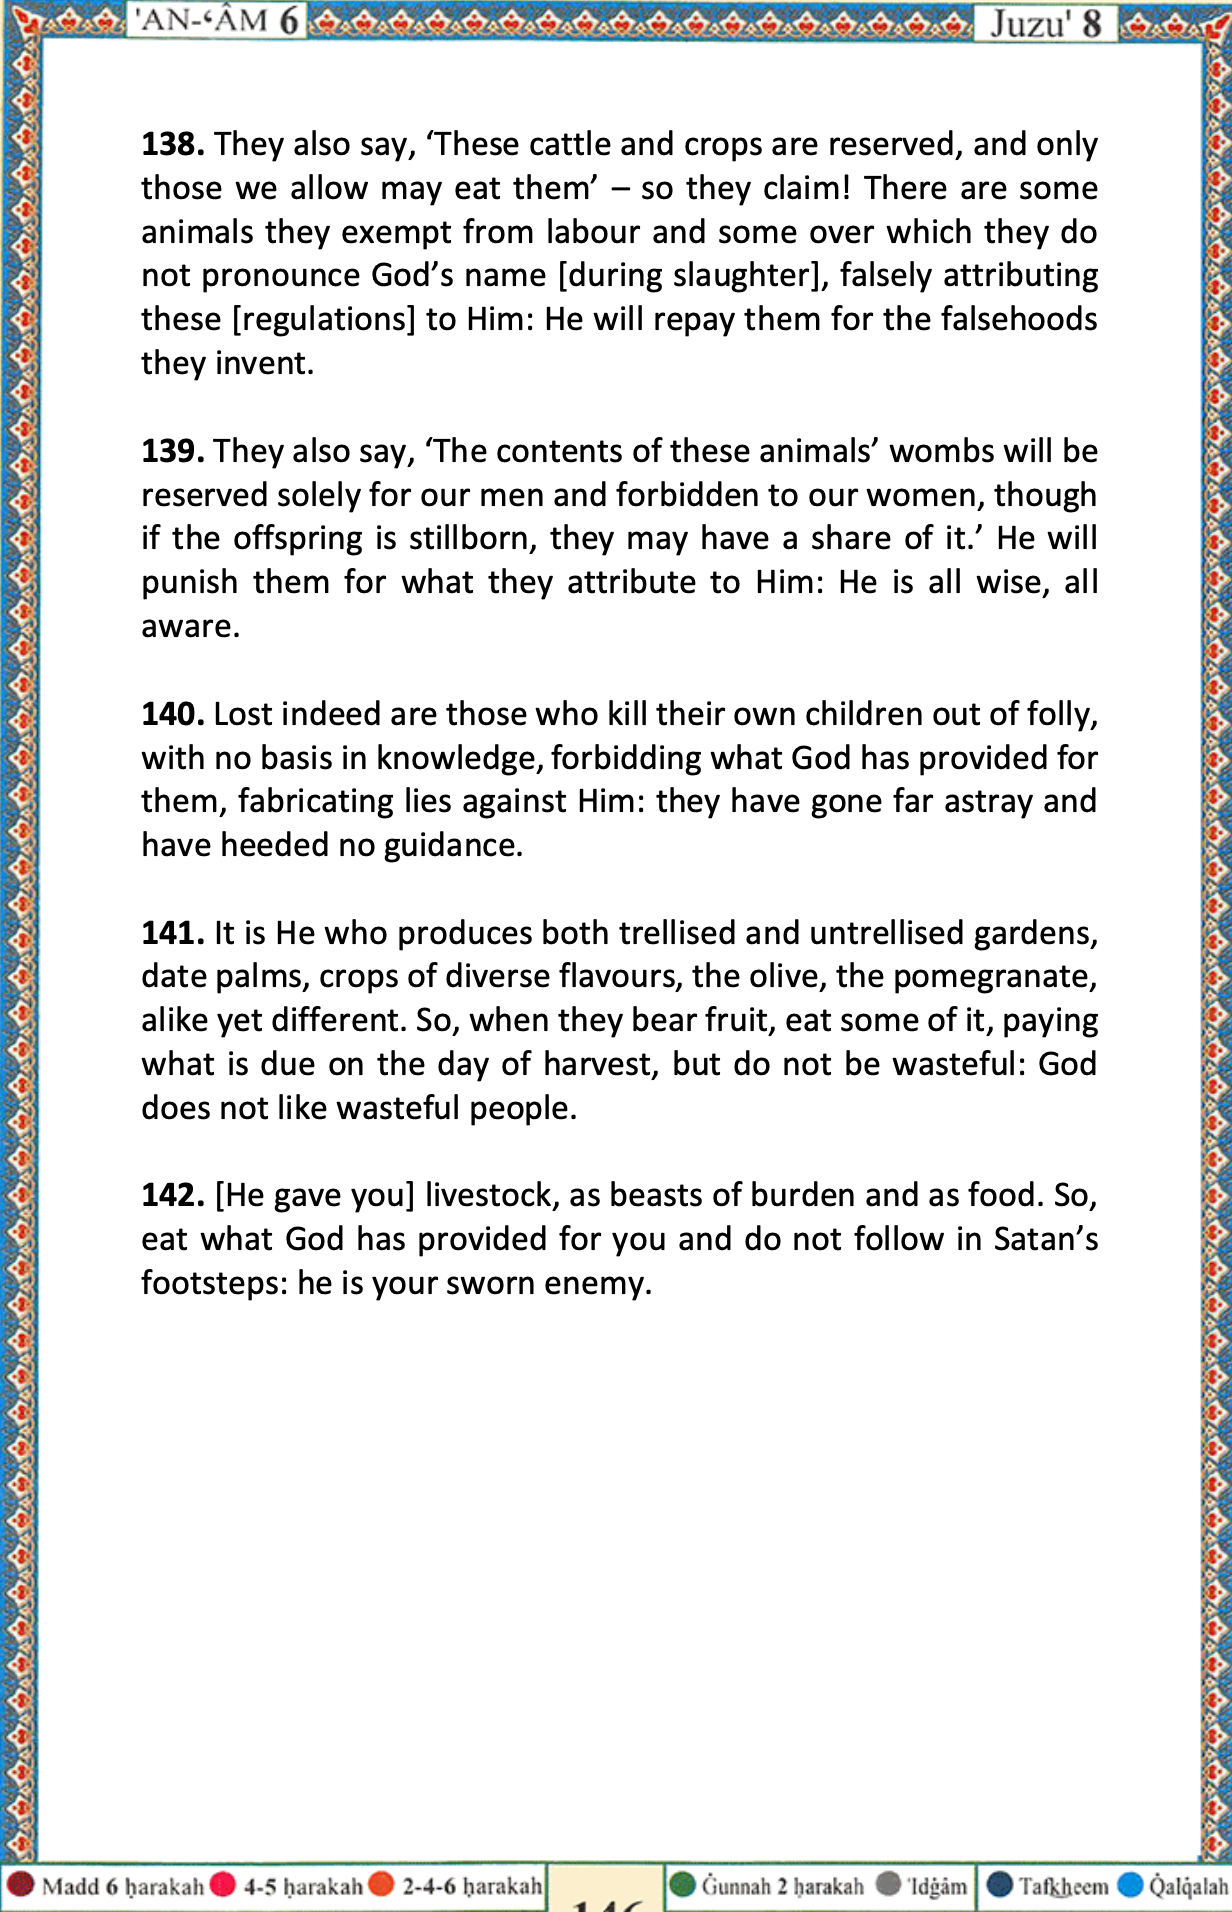 'AN-‘ÂM 6
Juzu' 8
138. They also say, ‘These cattle and crops are reserved, and only
those we allow may eat them’ – so they claim! There are some
animals they exempt from labour and some over which they do
not pronounce God’s name [during slaughter], falsely attributing
these [regulations] to Him: He will repay them for the falsehoods
they invent.
139. They also say, ‘The contents of these animals’ wombs will be
reserved solely for our men and forbidden to our women, though
if the offspring is stillborn, they may have a share of it.’ He will
punish them for what they attribute to Him: He is all wise, all
aware.
140. Lost indeed are those who kill their own children out of folly,
with no basis in knowledge, forbidding what God has provided for
them, fabricating lies against Him: they have gone far astray and
have heeded no guidance.
141. It is He who produces both trellised and untrellised gardens,
date palms, crops of diverse flavours, the olive, the pomegranate,
alike yet different. So, when they bear fruit, eat some of it, paying
what is due on the day of harvest, but do not be wasteful: God
does not like wasteful people.
142. [He gave you] livestock, as beasts of burden and as food. So,
eat what God has provided for you and do not follow in Satan’s
footsteps: he is your sworn enemy.
Madd 6 ḥarakah 4-5 ḥarakah 2-4-6 ḥarakah 146 Ġunnah 2 ḥarakah 'Idġâm Tafkheem Q̇alq̇alah